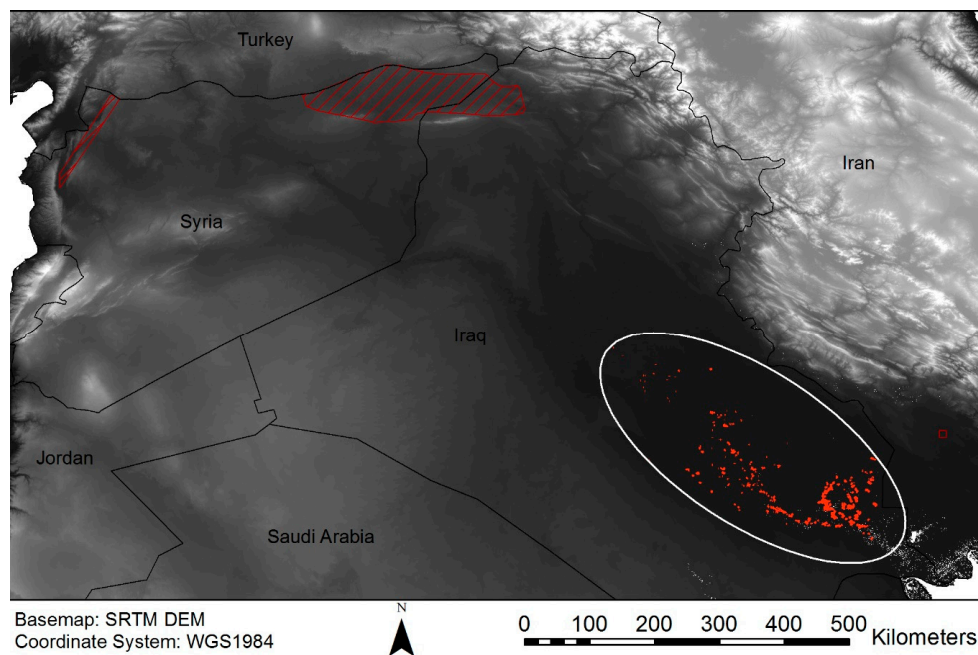 Turkey
Iran
Syria
Iraq
Jordan
Saudi Arabia
Basemap: SRTM DEM
Coordinate System: WGS1984
N
0 100 200 300 400 500
Kilometers